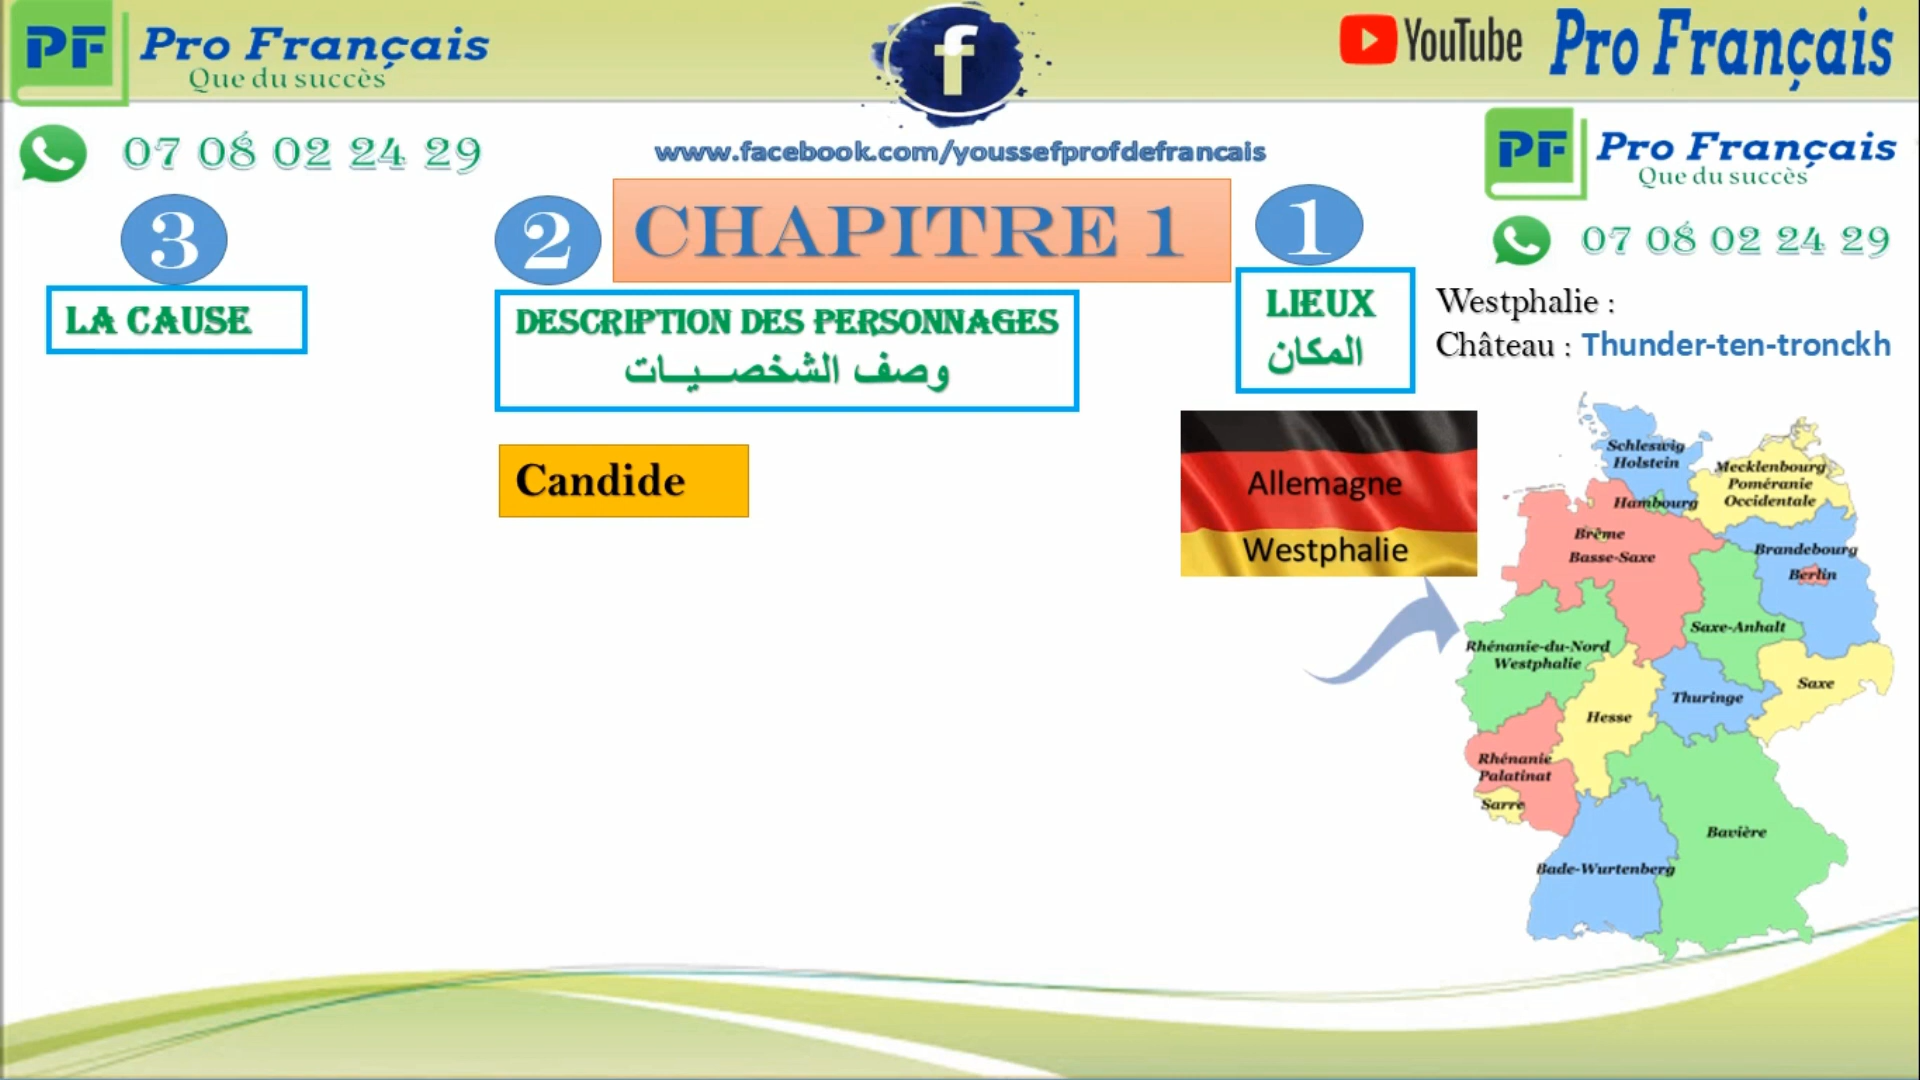 PF Pro Français
Que du succès
f
YouTube Pro Français
07 08 02 24 29
www.facebook.com/youssefprofdefrancais
PF Pro Français
Que du succès
07 08 02 24 29
3
LA CAUSE
2
CHAPITRE 1
DESCRIPTION DES PERSONNAGES
وصف الشخصـــيـــات
Candide
1
LIEUX
المكان
Westphalie :
Château : Thunder-ten-tronckh
Allemagne
Westphalie
Schleswig
Holstein
Mecklenbourg
Poméranie
Occidentale
Hambourg
Brême
Basse-Saxe
Brandebourg
Berlin
Saxe-Anhalt
Rhénanie-du-Nord
Westphalie
Saxe
Thuringe
Hesse
Rhénanie
Palatinat
Sarre
Bavière
Bade-Wurtenberg